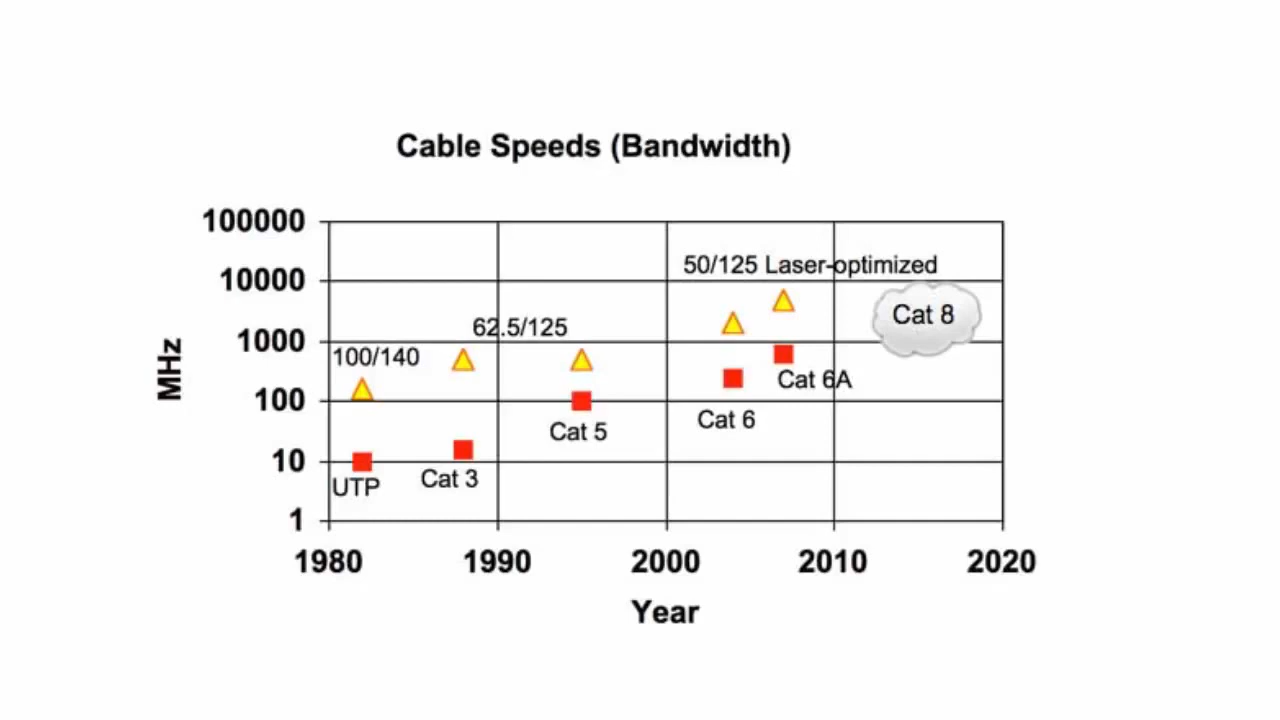 Cable Speeds (Bandwidth)
100000
10000
1000
100
10
1
MHz
50/125 Laser-optimized
Cat 8
62.5/125
100/140
Cat 6A
Cat 6
Cat 5
Cat 3
UTP
1980 1990 2000 2010 2020
Year